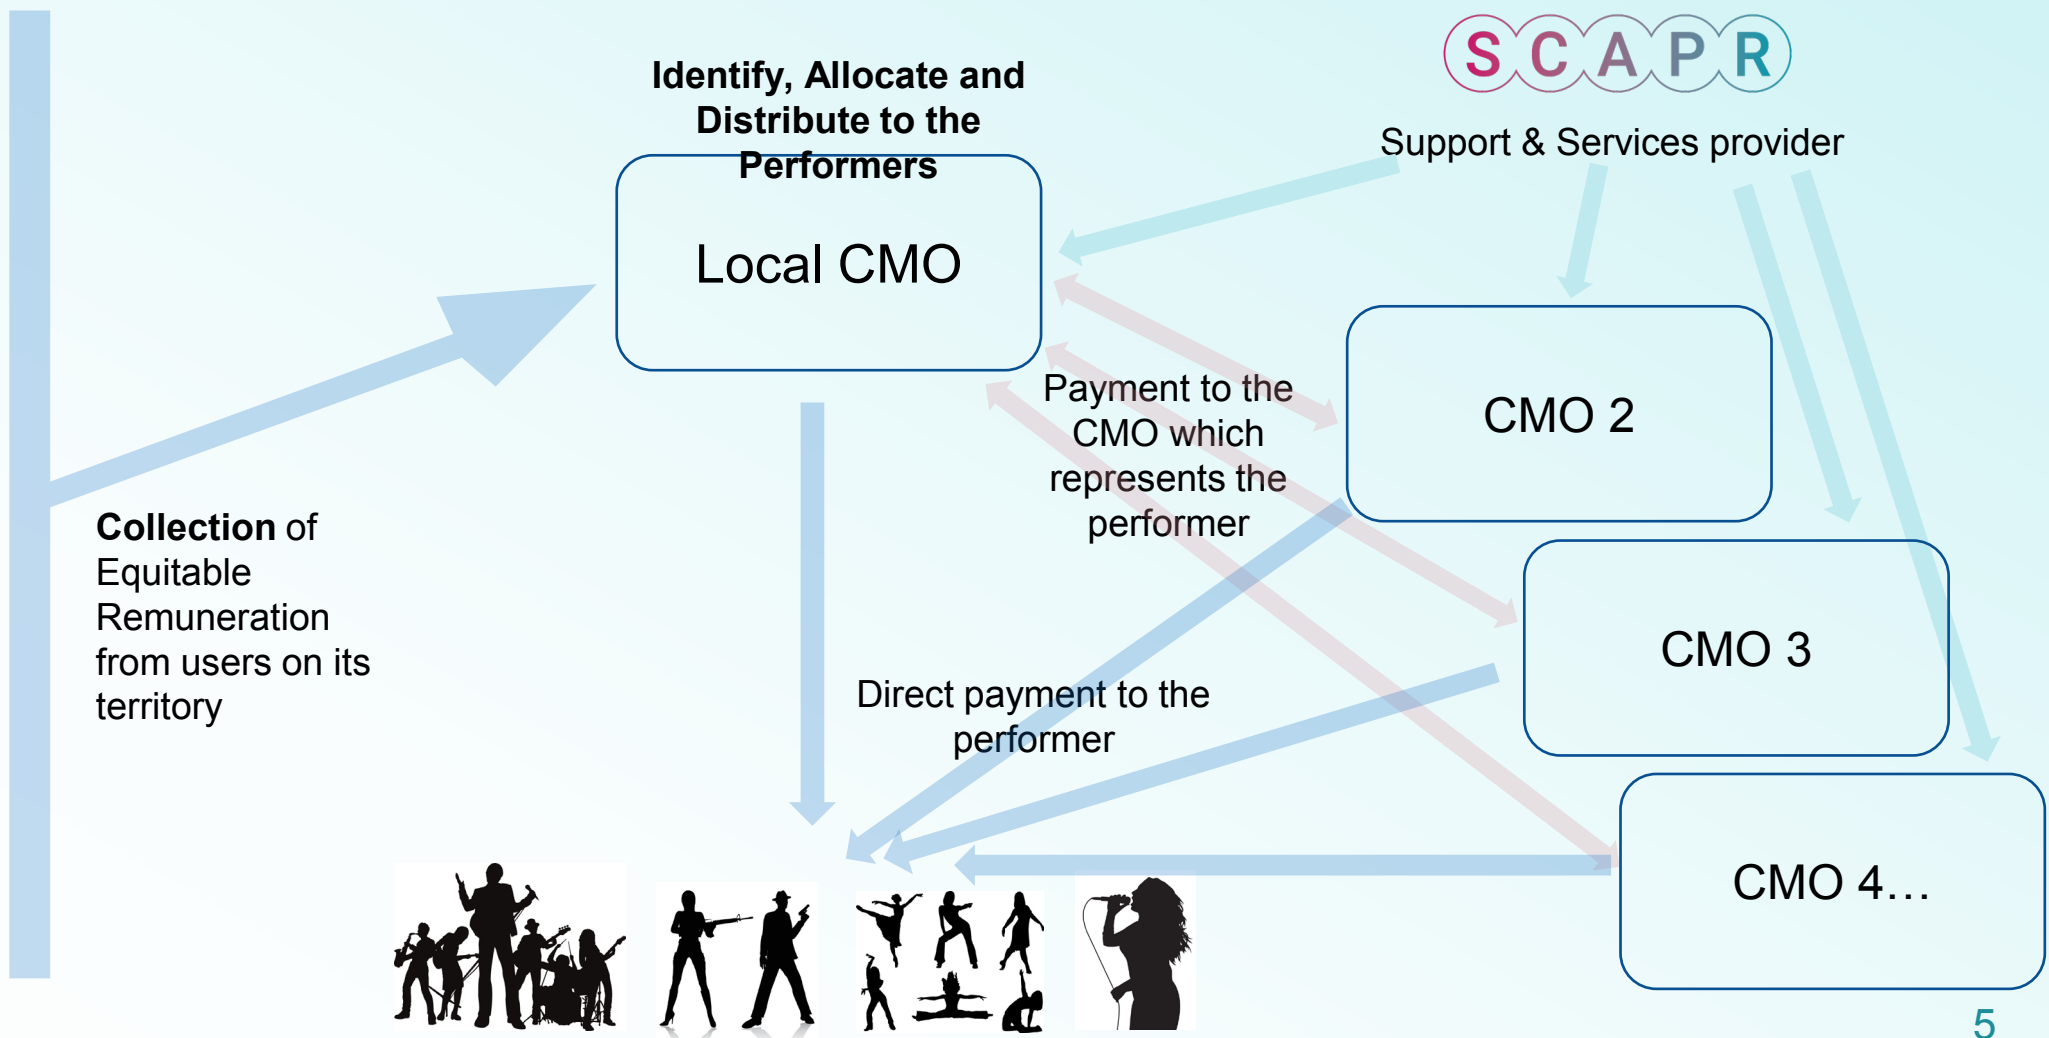 SCAPR
Identify, Allocate and
Distribute to the
Performers
Support & Services provider
Local CMO
Payment to the
CMO which
represents the
performer
CMO 2
Collection of
Equitable
Remuneration
from users on its
territory
CMO 3
Direct payment to the
performer
CMO 4…
5